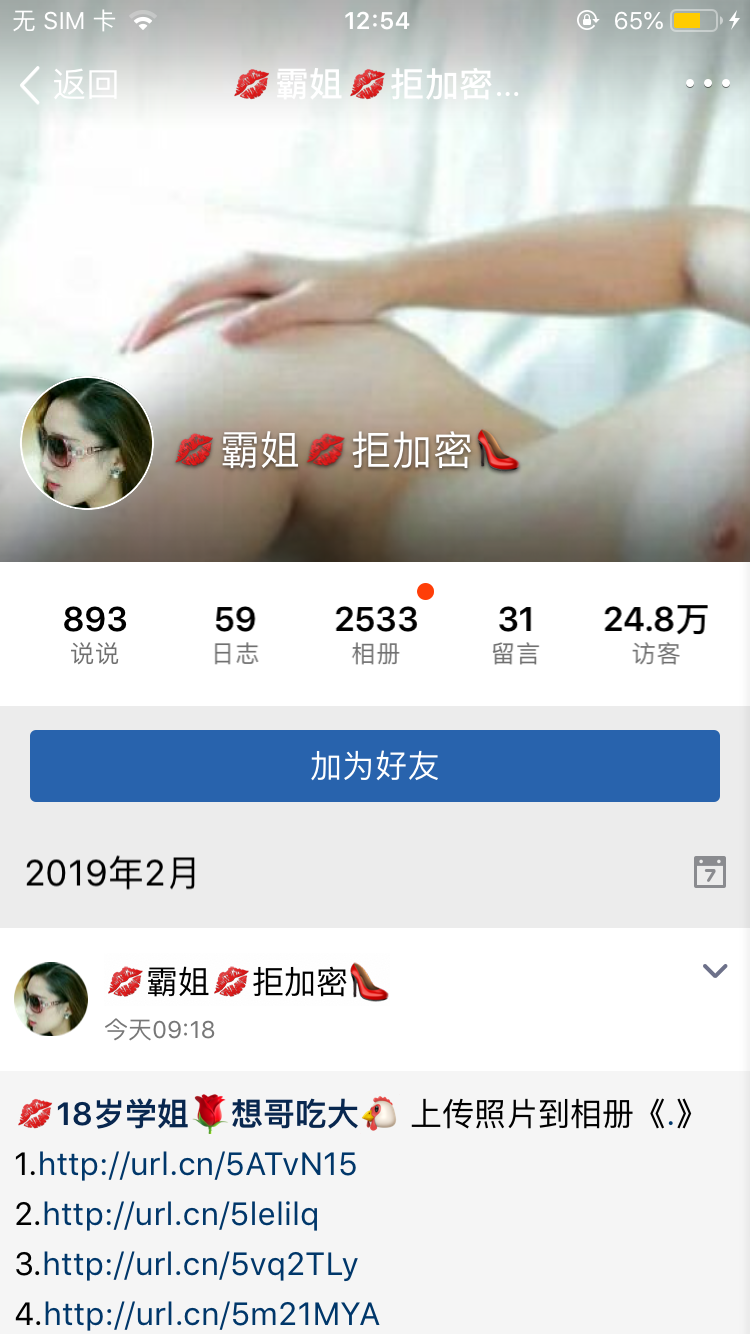 无 SIM 卡 12:54 65%
返回 💋霸姐💋拒加密...
💋霸姐💋拒加密👠
893 59 2533 31 24.8万
说说 日志 相册 留言 访客
加为好友
2019年2月 7
💋霸姐💋拒加密👠
今天09:18
💋18岁学姐🌹想哥吃大🐔 上传照片到相册《.》
1.http://url.cn/5ATvN15
2.http://url.cn/5lelilq
3.http://url.cn/5vq2TLy
4.http://url.cn/5m21MYA